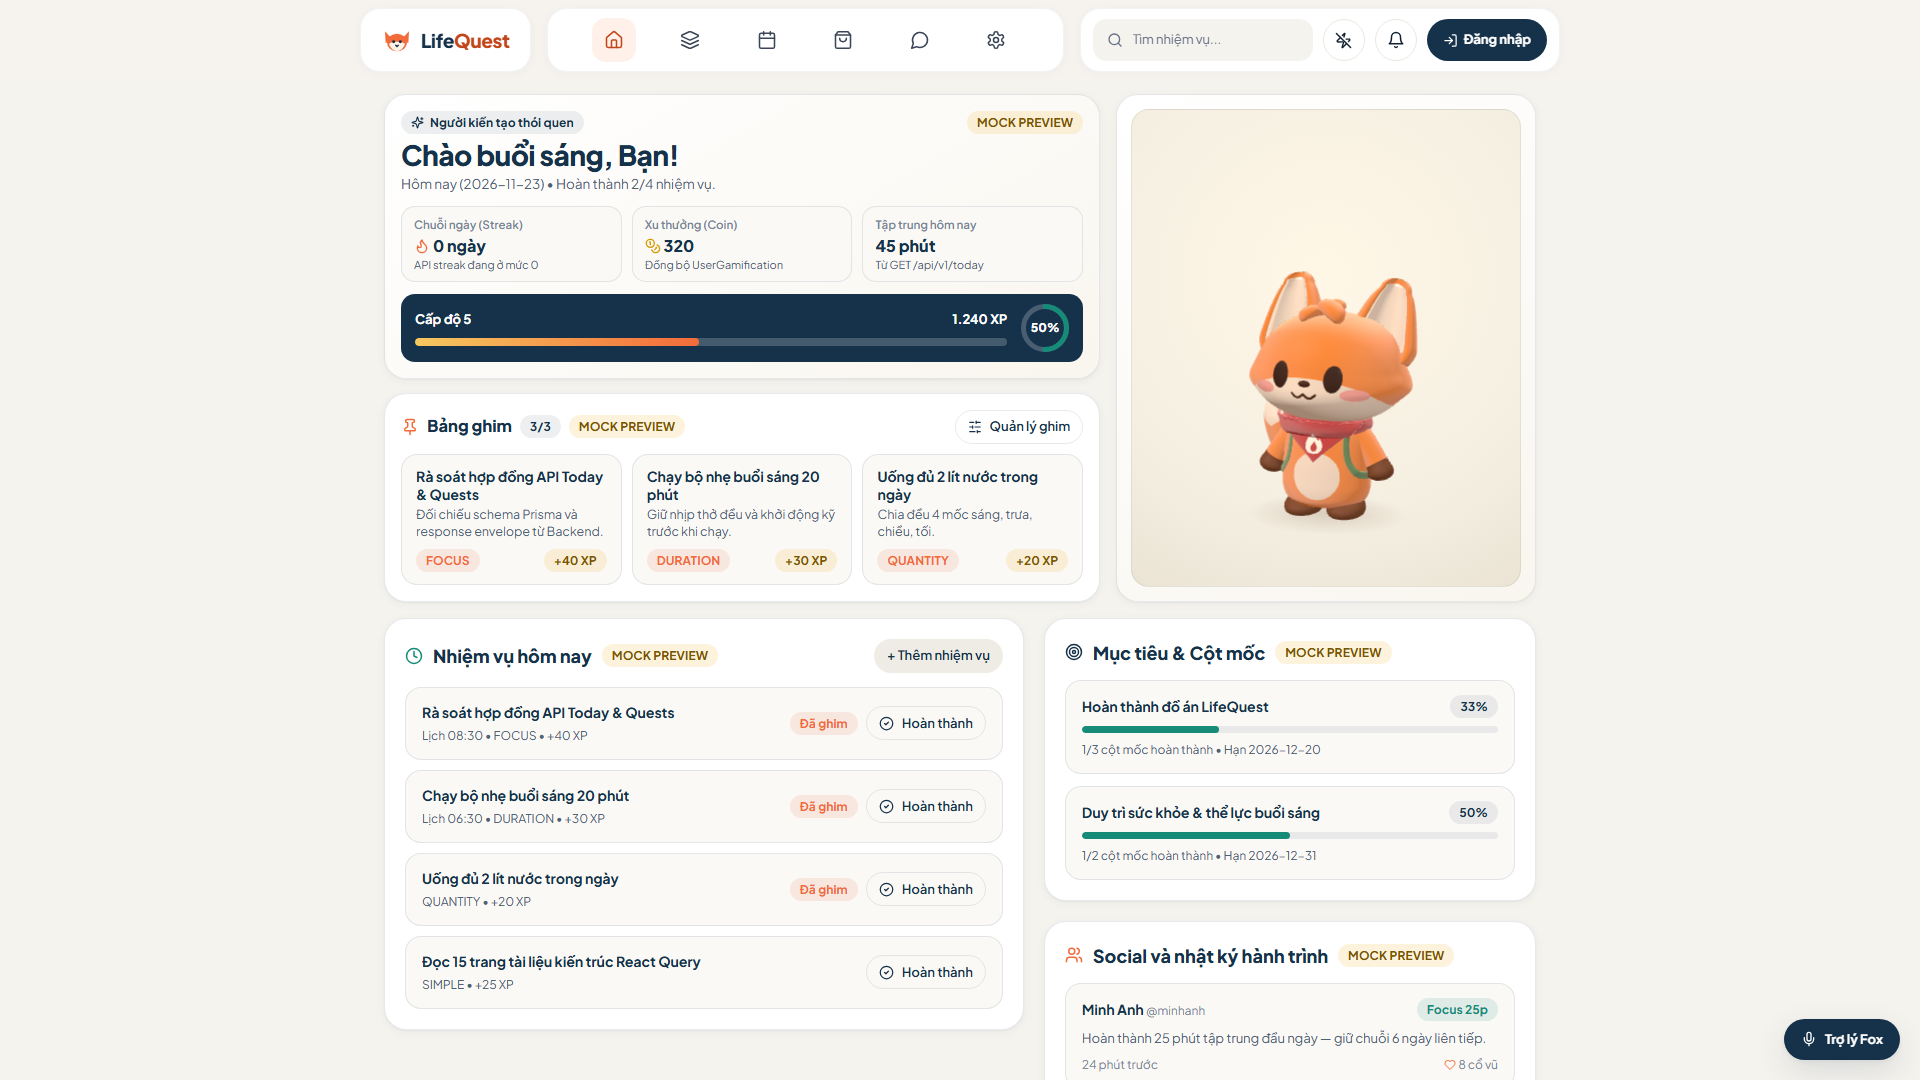 LifeQuest
Tìm nhiệm vụ...
Đăng nhập
Người kiến tạo thói quen
MOCK PREVIEW
Chào buổi sáng, Bạn!
Hôm nay (2026-11-23) • Hoàn thành 2/4 nhiệm vụ.
Chuỗi ngày (Streak)
0 ngày
API streak đang ở mức 0
Xu thưởng (Coin)
320
Đồng bộ UserGamification
Tập trung hôm nay
45 phút
Từ GET /api/v1/today
Cấp độ 5
1.240 XP
50%
Bảng ghim
3/3
MOCK PREVIEW
Quản lý ghim
Rà soát hợp đồng API Today
& Quests
Đối chiếu schema Prisma và
response envelope từ Backend.
FOCUS
+40 XP
Chạy bộ nhẹ buổi sáng 20
phút
Giữ nhịp thở đều và khởi động kỹ
trước khi chạy.
DURATION
+30 XP
Uống đủ 2 lít nước trong
ngày
Chia đều 4 mốc sáng, trưa,
chiều, tối.
QUANTITY
+20 XP
Nhiệm vụ hôm nay
MOCK PREVIEW
+ Thêm nhiệm vụ
Rà soát hợp đồng API Today & Quests
Lịch 08:30 • FOCUS • +40 XP
Đã ghim
Hoàn thành
Chạy bộ nhẹ buổi sáng 20 phút
Lịch 06:30 • DURATION • +30 XP
Đã ghim
Hoàn thành
Uống đủ 2 lít nước trong ngày
QUANTITY • +20 XP
Đã ghim
Hoàn thành
Đọc 15 trang tài liệu kiến trúc React Query
SIMPLE • +25 XP
Hoàn thành
Mục tiêu & Cột mốc
MOCK PREVIEW
Hoàn thành đồ án LifeQuest
33%
1/3 cột mốc hoàn thành • Hạn 2026-12-20
Duy trì sức khỏe & thể lực buổi sáng
50%
1/2 cột mốc hoàn thành • Hạn 2026-12-31
Social và nhật ký hành trình
MOCK PREVIEW
Minh Anh @minhanh
Focus 25p
Hoàn thành 25 phút tập trung đầu ngày — giữ chuỗi 6 ngày liên tiếp.
24 phút trước
8 cổ vũ
Trợ lý Fox